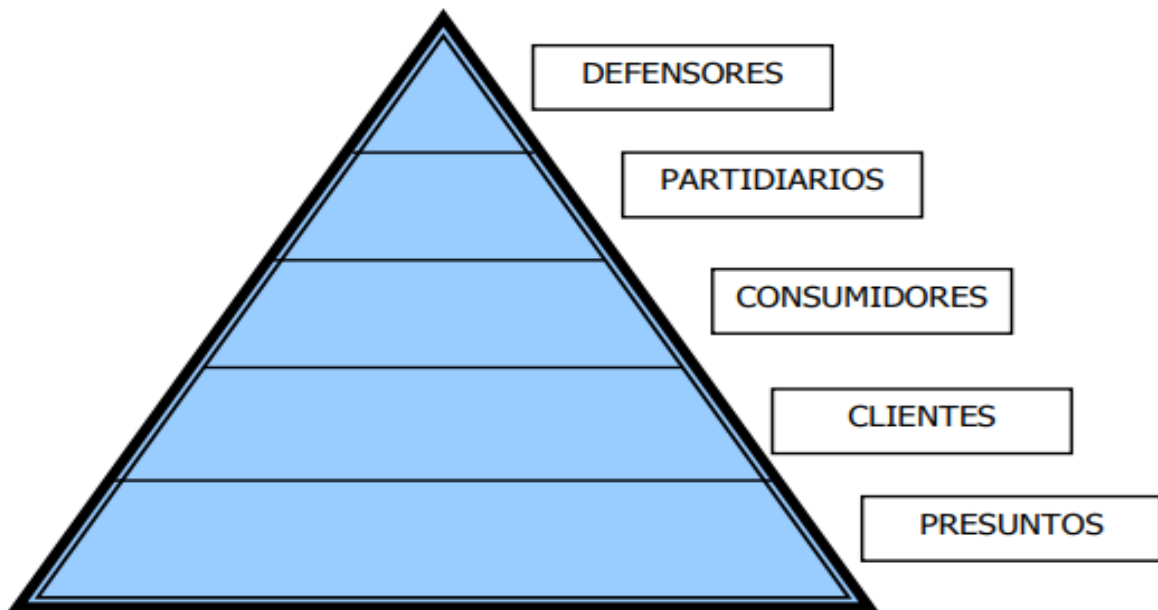 DEFENSORES
PARTIDIARIOS
CONSUMIDORES
CLIENTES
PRESUNTOS